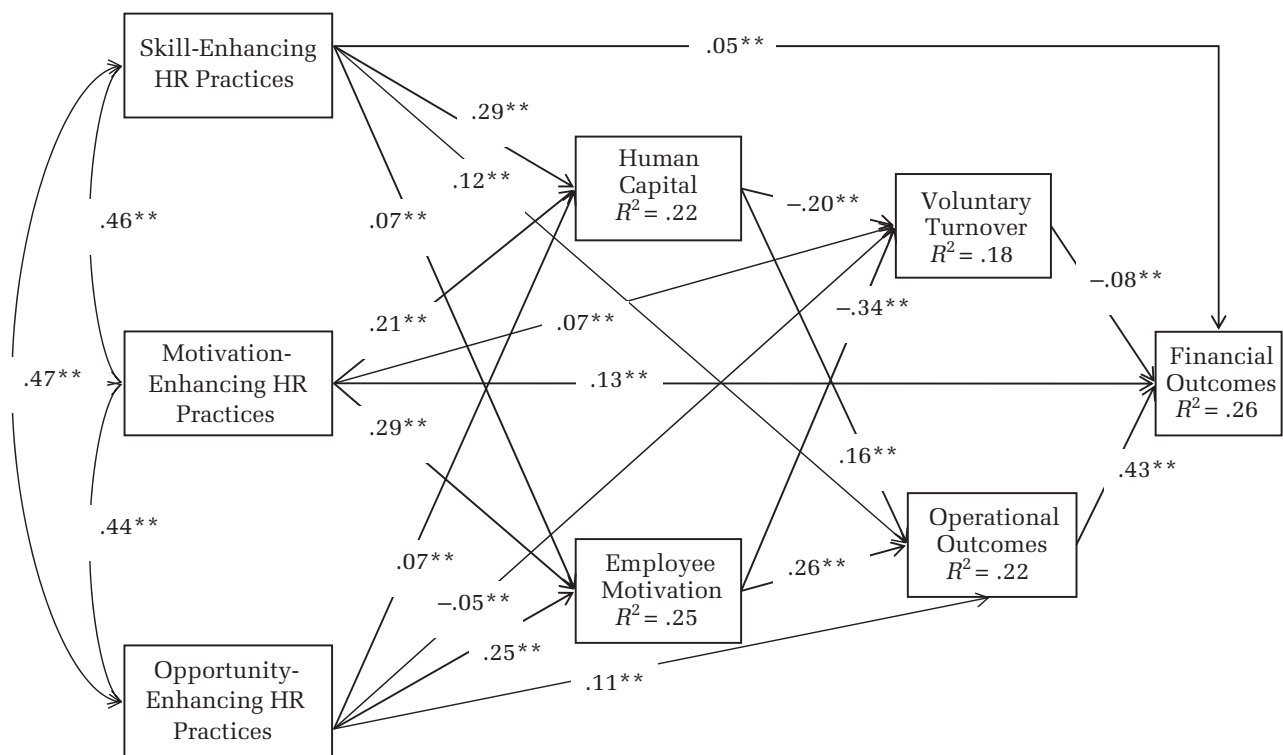 Skill-Enhancing
HR Practices
.05**
.29**
Human
Capital
R² = .22
.12**
Voluntary
Turnover
R² = .18
–.20**
.46**
.07**
–.08**
–.34**
.21**
.07**
Motivation-
Enhancing HR
Practices
Financial
Outcomes
R² = .26
.47**
.13**
.29**
.16**
.43**
Operational
Outcomes
R² = .22
.44**
.07**
Employee
Motivation
R² = .25
.26**
–.05**
.25**
Opportunity-
Enhancing HR
Practices
.11**